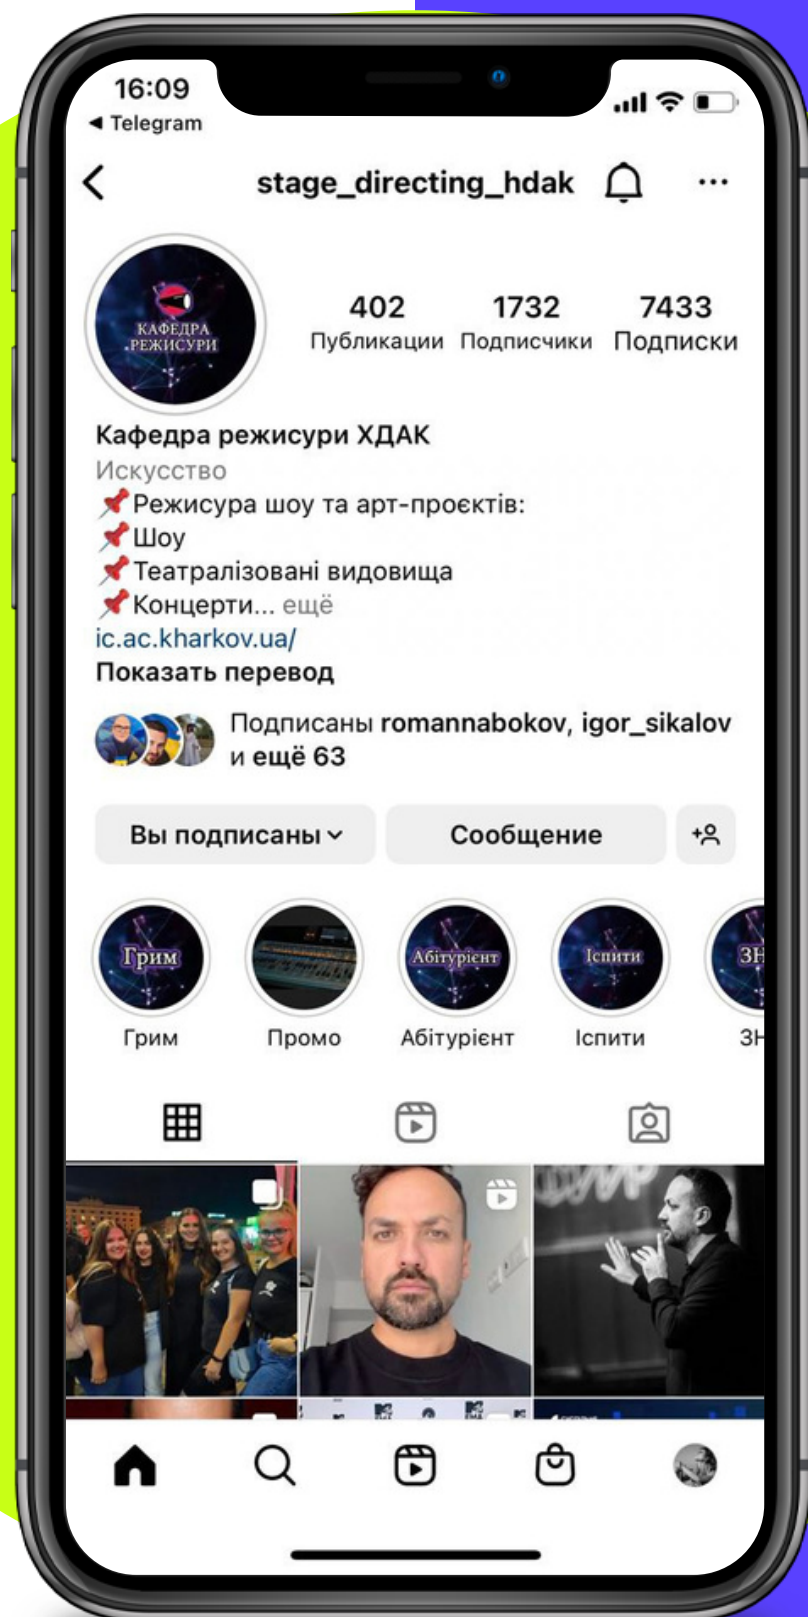 16:09
◀ Telegram
stage_directing_hdak
КАФЕДРА
РЕЖИСУРИ
402
1732
7433
Публикации
Подписчики
Подписки
Кафедра режисури ХДАК
Искусство
📌Режисура шоу та арт-проєктів:
📌Шоу
📌Театралізовані видовища
📌Концерти... ещё
ic.ac.kharkov.ua/
Показать перевод
Подписаны romannabokov, igor_sikalov
и ещё 63
Вы подписаны
Сообщение
Грим
Абітурієнт
Іспити
ЗН
Грим
Промо
Абітурієнт
Іспити
ЗН